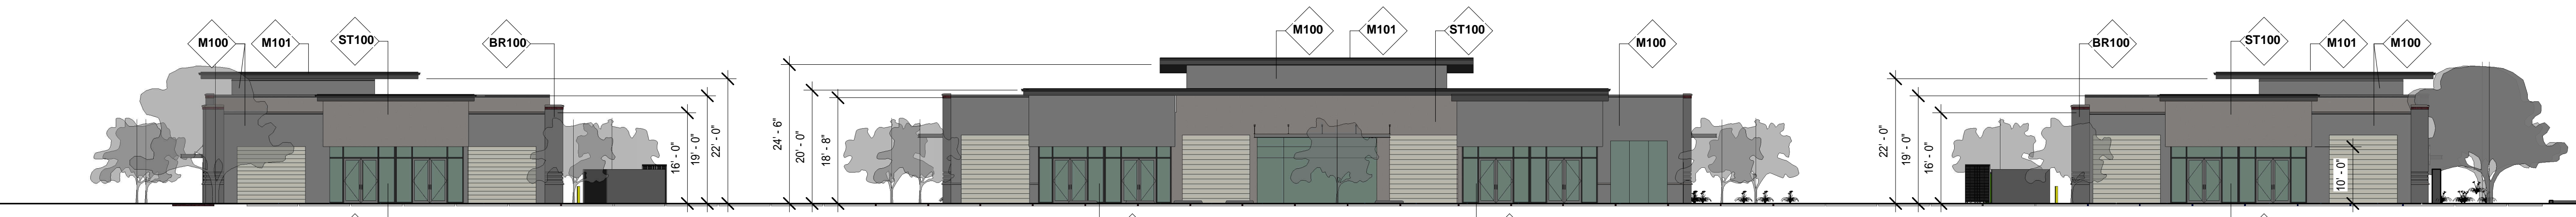 M100
M101
ST100
BR100
16' - 0"
19' - 0"
22' - 0"
24' - 6"
20' - 0"
18' - 8"
M100
M101
ST100
M100
22' - 0"
19' - 0"
16' - 0"
BR100
ST100
M101
M100
10' - 0"